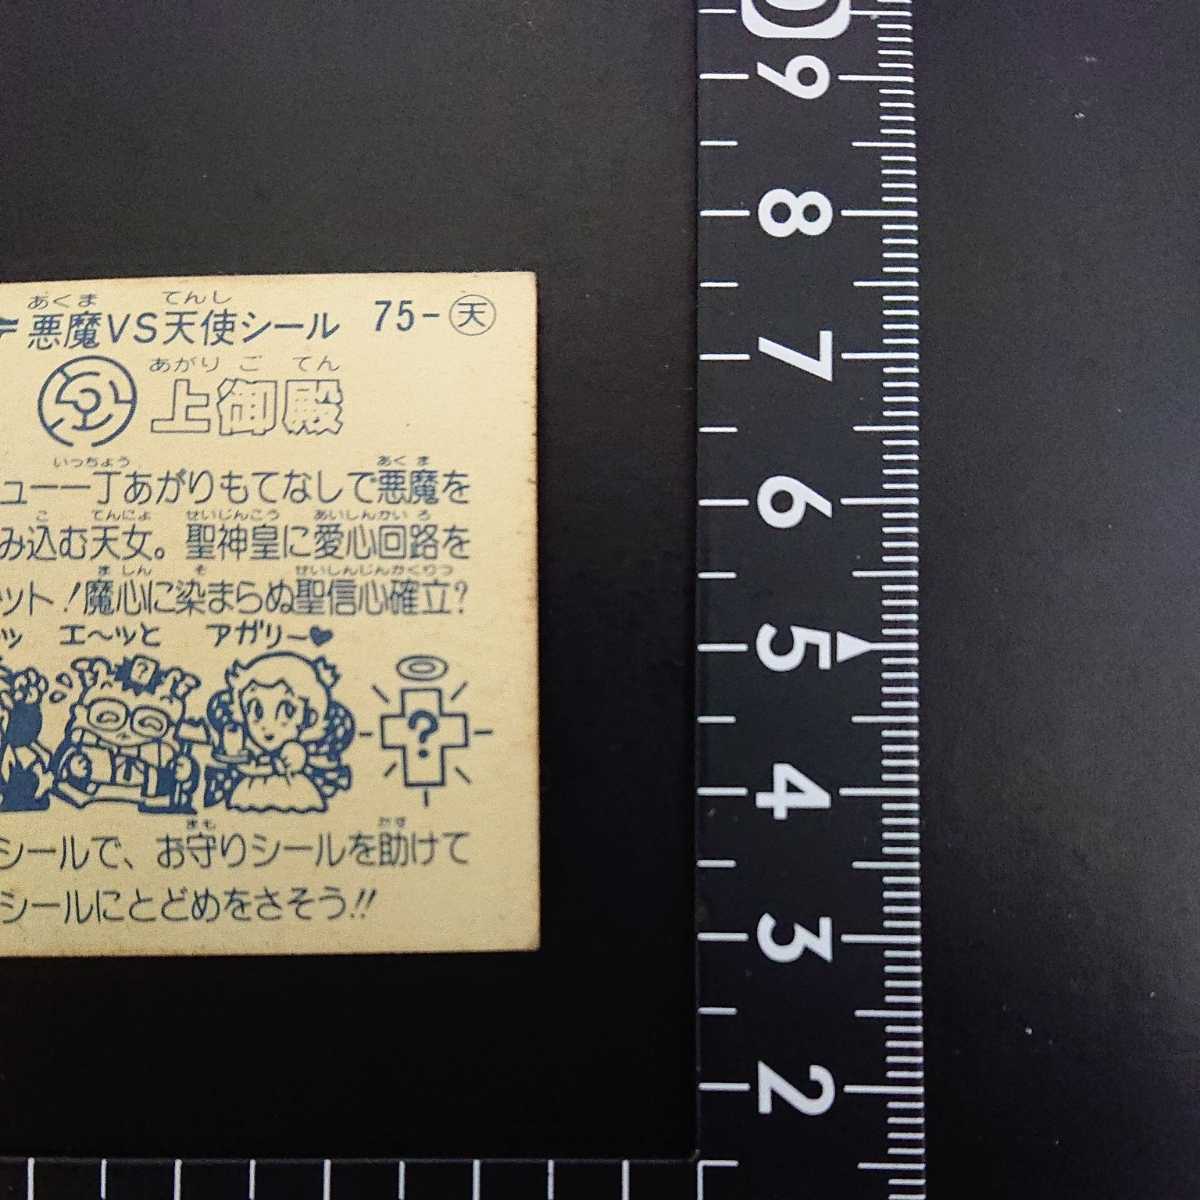 あくま てんし
悪魔VS天使シール 75-天
あがり ご てん
上御殿
いっちょう あくま
ュー一丁あがりもてなしで悪魔を
こ てんにょ せいじんこう あいしんかいろ
み込む天女。聖神皇に愛心回路を
ましん そ せいしんじんかくりつ
ット!魔心に染まらぬ聖信心確立?
ッ エ〜ッと アガリー♥
?
?
まも たす
シールで、お守りシールを助けて
シールにとどめをさそう!!
9
8
7
6
5
4
3
2